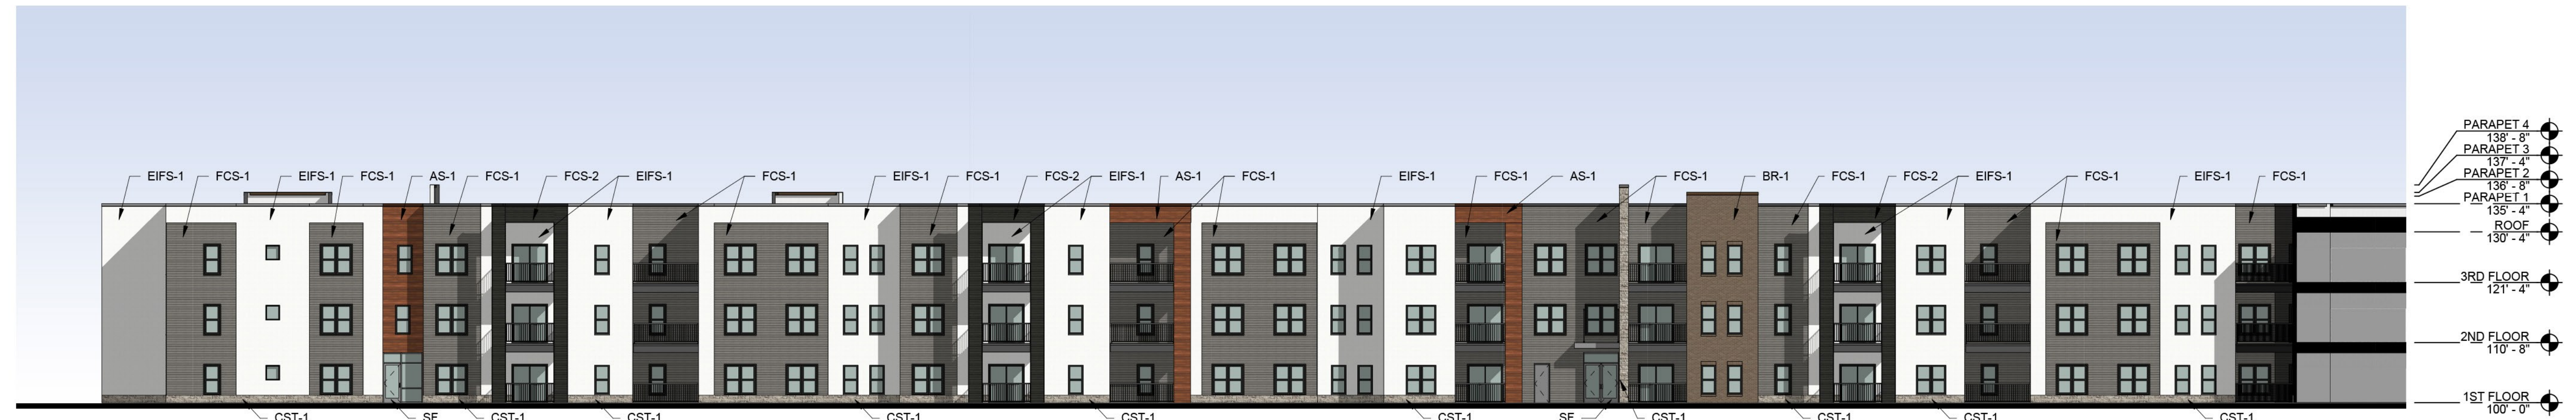 PARAPET 4
138' - 8"
PARAPET 3
137' - 4"
PARAPET 2
136' - 8"
EIFS-1 FCS-1 EIFS-1 FCS-1 AS-1 FCS-1 FCS-2 EIFS-1 FCS-1 EIFS-1 FCS-1 FCS-2 EIFS-1 AS-1 FCS-1 EIFS-1 FCS-1 AS-1 FCS-1 BR-1 FCS-1 FCS-2 EIFS-1 FCS-1 EIFS-1 FCS-1
PARAPET 1
135' - 4"
ROOF
130' - 4"
3RD FLOOR
121' - 4"
2ND FLOOR
110' - 8"
1ST FLOOR
100' - 0"
CST-1 SF CST-1 CST-1 CST-1 CST-1 CST-1 SF CST-1 CST-1 CST-1 CST-1